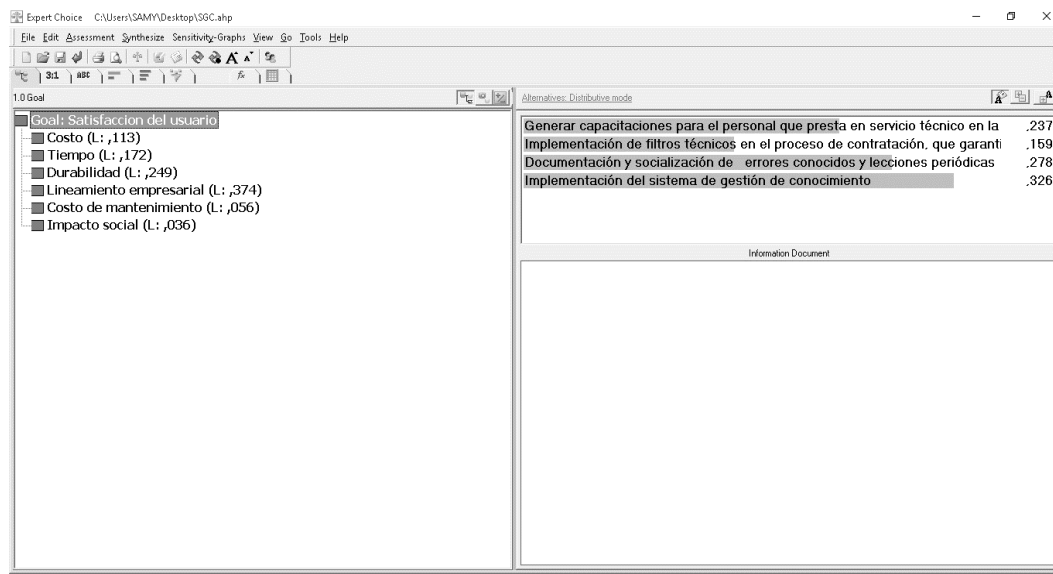 Expert Choice C:\Users\SAMY\Desktop\SGC.ahp
File Edit Assessment Synthesize Sensitivity-Graphs View Go Tools Help
3:1 ABC
1.0 Goal
Alternatives: Distributive mode
Goal: Satisfaccion del usuario
Costo (L: ,113)
Tiempo (L: ,172)
Durabilidad (L: ,249)
Lineamiento empresarial (L: ,374)
Costo de mantenimiento (L: ,056)
Impacto social (L: ,036)
Generar capacitaciones para el personal que presta en servicio técnico en la ,237
Implementación de filtros técnicos en el proceso de contratación, que garanti ,159
Documentación y socialización de errores conocidos y lecciones periódicas ,278
Implementación del sistema de gestión de conocimiento ,326
Information Document